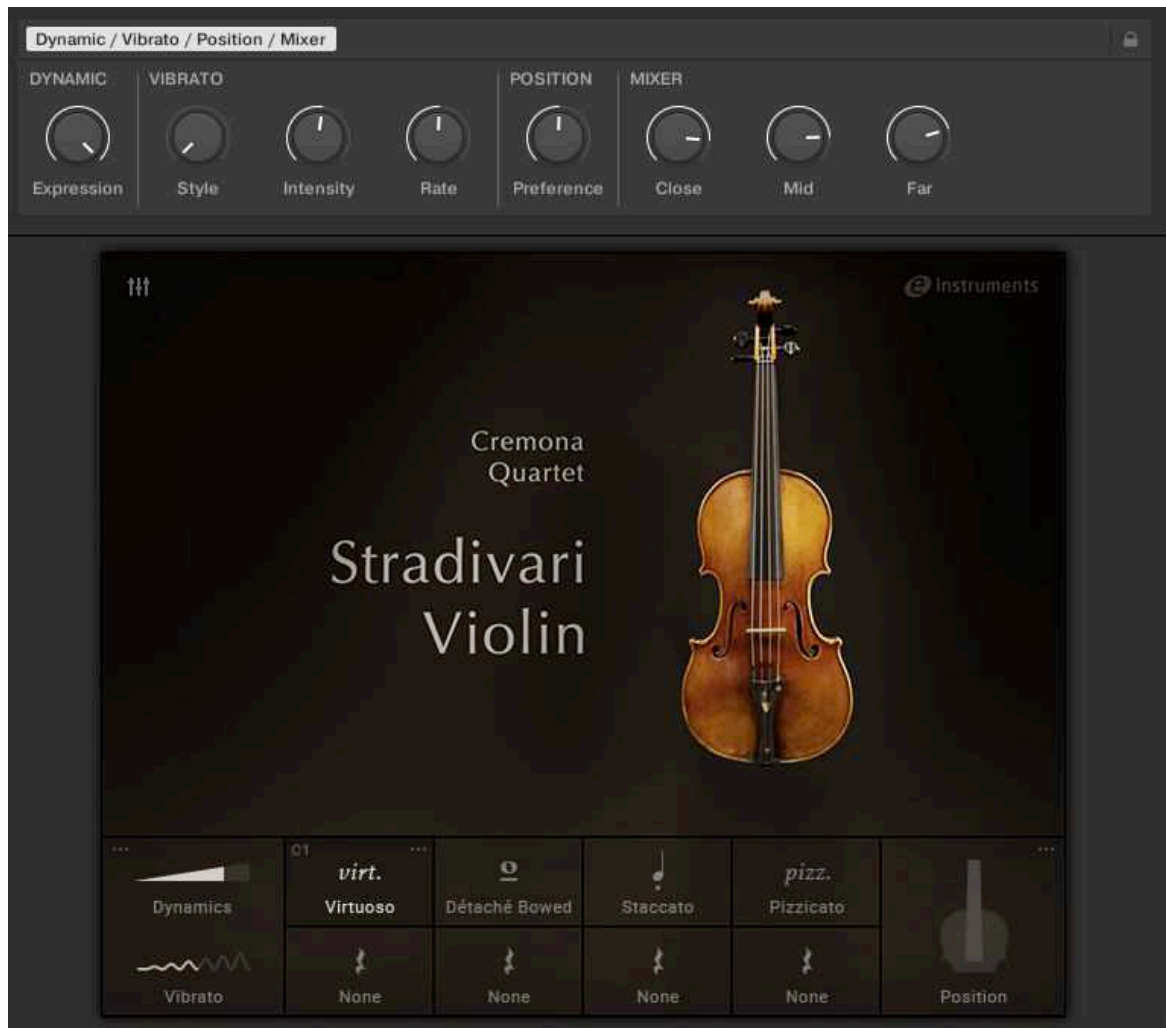 Dynamic / Vibrato / Position / Mixer
DYNAMIC VIBRATO POSITION MIXER
Expression Style Intensity Rate Preference Close Mid Far
e instruments
Cremona
Quartet
Stradivari
Violin
01
virt. pizz.
Dynamics Virtuoso Détaché Bowed Staccato Pizzicato
Vibrato None None None None Position